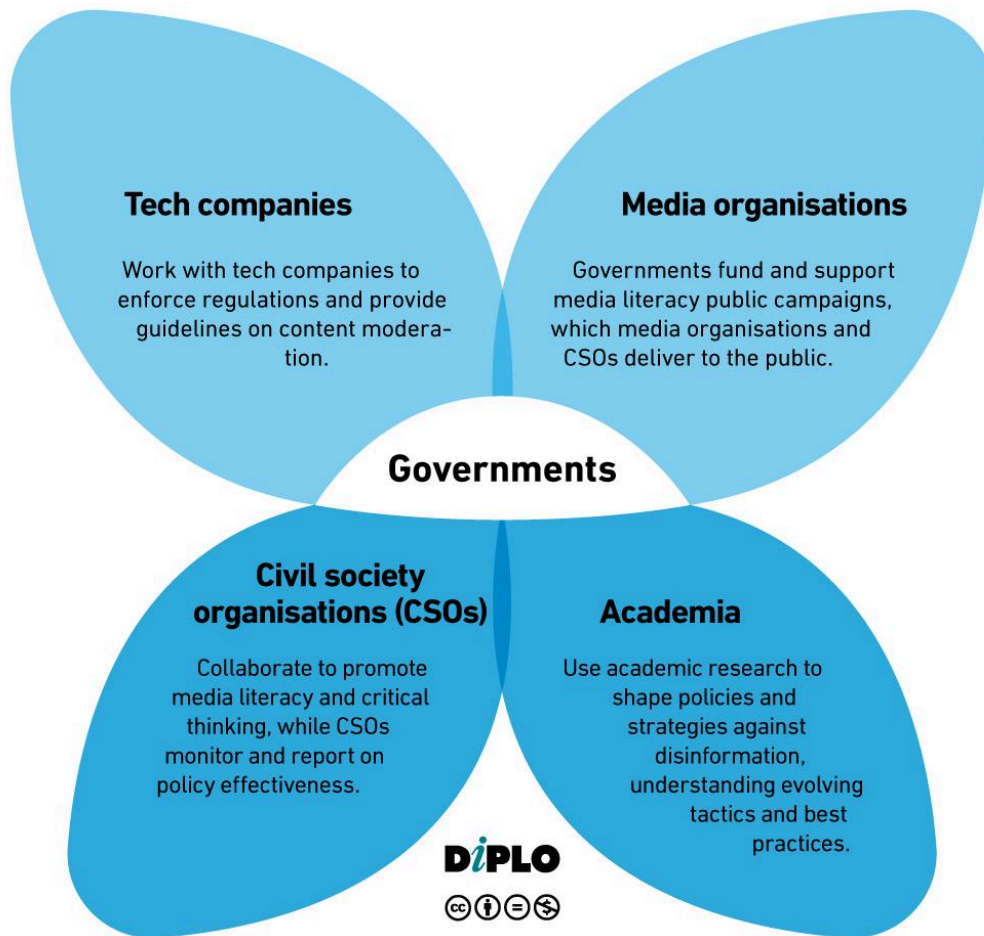 Tech companies
Work with tech companies to
enforce regulations and provide
guidelines on content modera-
tion.
Media organisations
Governments fund and support
media literacy public campaigns,
which media organisations and
CSOs deliver to the public.
Governments
Civil society
organisations (CSOs)
Collaborate to promote
media literacy and critical
thinking, while CSOs
monitor and report on
policy effectiveness.
Academia
Use academic research to
shape policies and
strategies against
disinformation,
understanding evolving
tactics and best
practices.
DiPLO
cc